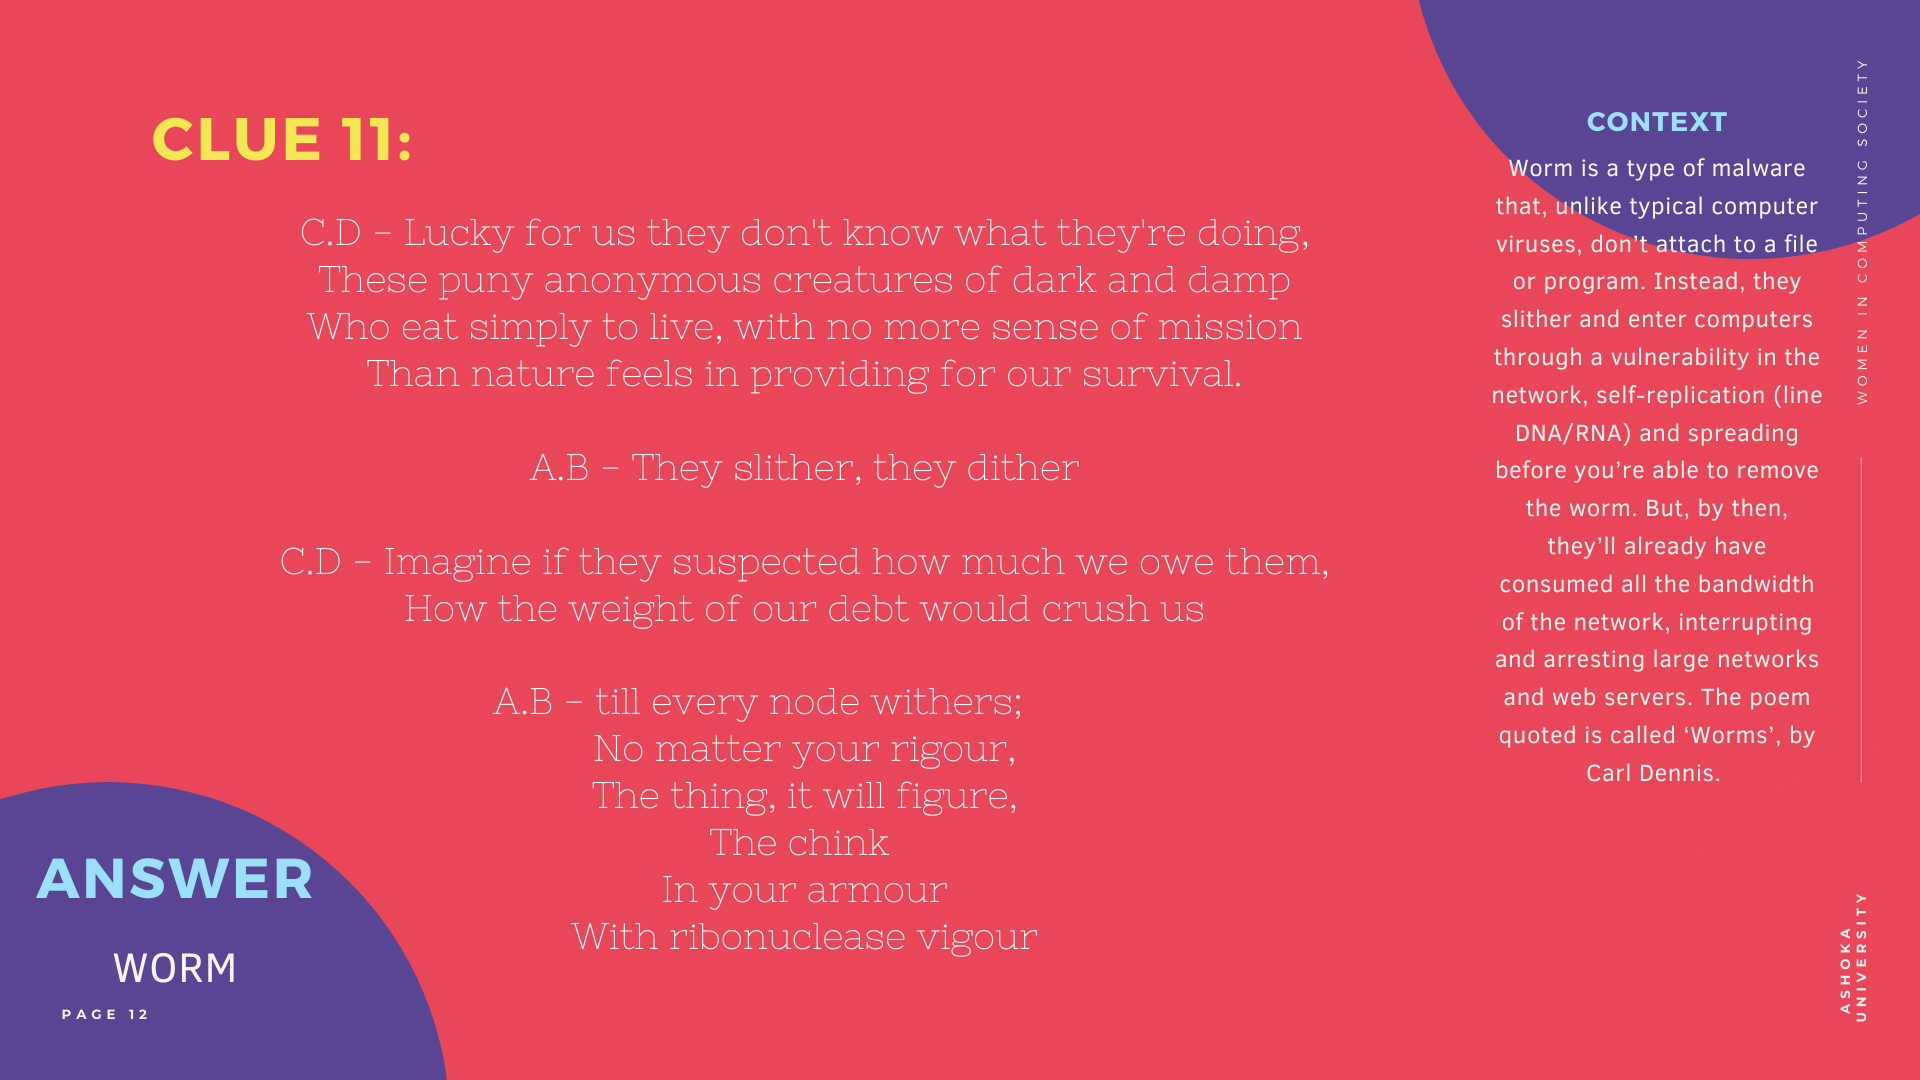 CLUE 11:
C.D – Lucky for us they don't know what they're doing,
These puny anonymous creatures of dark and damp
Who eat simply to live, with no more sense of mission
Than nature feels in providing for our survival.
A.B – They slither, they dither
C.D – Imagine if they suspected how much we owe them,
How the weight of our debt would crush us
A.B – till every node withers;
No matter your rigour,
The thing, it will figure,
The chink
In your armour
With ribonuclease vigour
ANSWER
WORM
PAGE 12
CONTEXT
Worm is a type of malware
that, unlike typical computer
viruses, don’t attach to a file
or program. Instead, they
slither and enter computers
through a vulnerability in the
network, self-replication (line
DNA/RNA) and spreading
before you’re able to remove
the worm. But, by then,
they’ll already have
consumed all the bandwidth
of the network, interrupting
and arresting large networks
and web servers. The poem
quoted is called ‘Worms’, by
Carl Dennis.
WOMEN IN COMPUTING SOCIETY
ASHOKA
UNIVERSITY